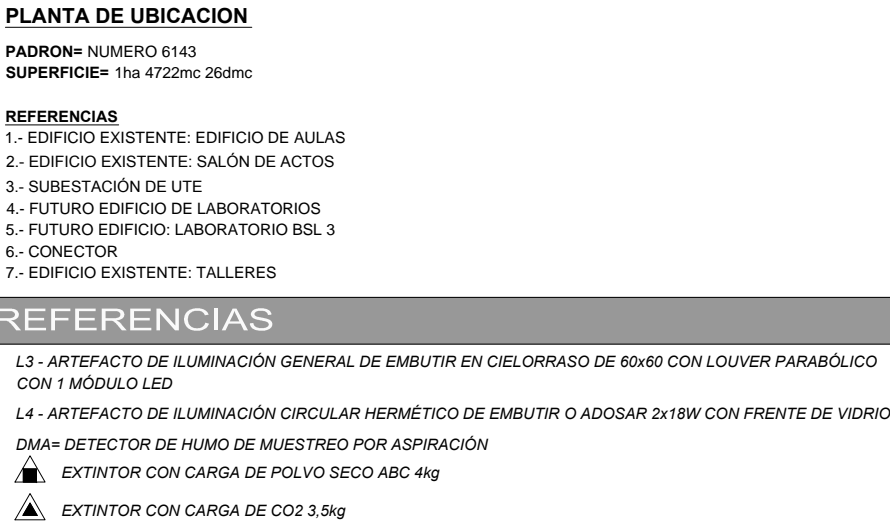 PLANTA DE UBICACION
PADRON= NUMERO 6143
SUPERFICIE= 1ha 4722mc 26dmc
REFERENCIAS
1.- EDIFICIO EXISTENTE: EDIFICIO DE AULAS
2.- EDIFICIO EXISTENTE: SALÓN DE ACTOS
3.- SUBESTACIÓN DE UTE
4.- FUTURO EDIFICIO DE LABORATORIOS
5.- FUTURO EDIFICIO: LABORATORIO BSL 3
6.- CONECTOR
7.- EDIFICIO EXISTENTE: TALLERES
REFERENCIAS
L3 - ARTEFACTO DE ILUMINACIÓN GENERAL DE EMBUTIR EN CIELORRASO DE 60x60 CON LOUVER PARABÓLICO
CON 1 MÓDULO LED
L4 - ARTEFACTO DE ILUMINACIÓN CIRCULAR HERMÉTICO DE EMBUTIR O ADOSAR 2x18W CON FRENTE DE VIDRIO
DMA= DETECTOR DE HUMO DE MUESTREO POR ASPIRACIÓN
EXTINTOR CON CARGA DE POLVO SECO ABC 4kg
EXTINTOR CON CARGA DE CO2 3,5kg